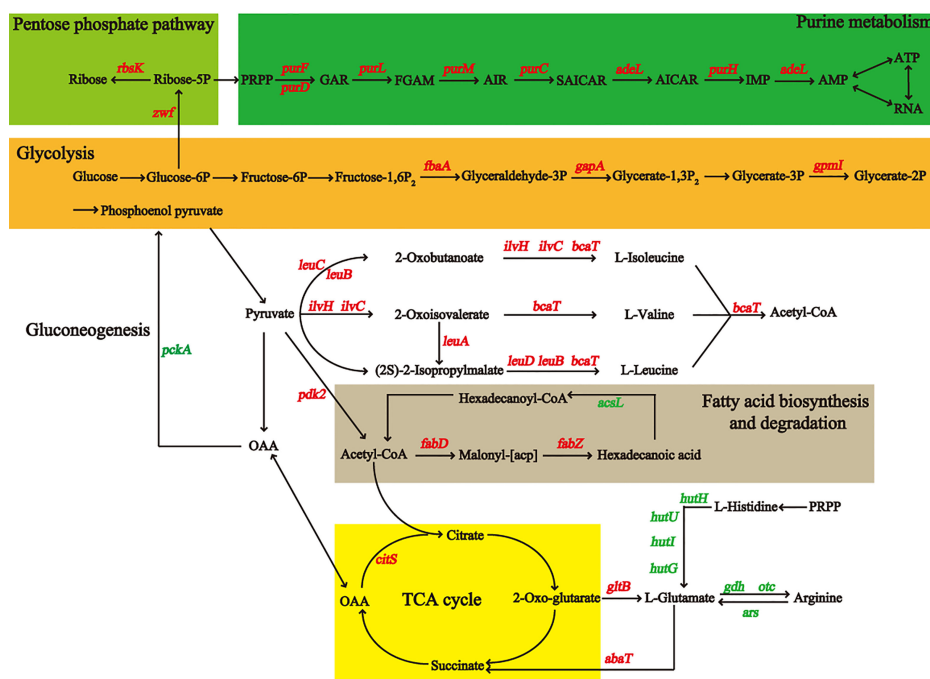 Pentose phosphate pathway
Purine metabolism
rbsK purF purL purM purC adeL purH adeL ATP
Ribose Ribose-5P PRPP GAR FGAM AIR SAICAR AICAR IMP AMP
purD
RNA
zwf
Glycolysis
fbaA gapA gpmI
Glucose Glucose-6P Fructose-6P Fructose-1,6P2 Glyceraldehyde-3P Glycerate-1,3P2 Glycerate-3P Glycerate-2P
Phosphoenol pyruvate
ilvH ilvC bcaT
leuC 2-Oxobutanoate L-Isoleucine
leuB
ilvH ilvC bcaT bcaT
Pyruvate 2-Oxoisovalerate L-Valine Acetyl-CoA
Gluconeogenesis
leuA
pckA
leuD leuB bcaT
(2S)-2-Isopropylmalate L-Leucine
pdk2
Hexadecanoyl-CoA acsL Fatty acid biosynthesis
and degradation
fabD fabZ
OAA Acetyl-CoA Malonyl-[acp] Hexadecanoic acid
hutH L-Histidine PRPP
hutU
Citrate
hutI
citS
hutG
gltB gdh otc
OAA TCA cycle 2-Oxo-glutarate L-Glutamate Arginine
ars
abaT
Succinate